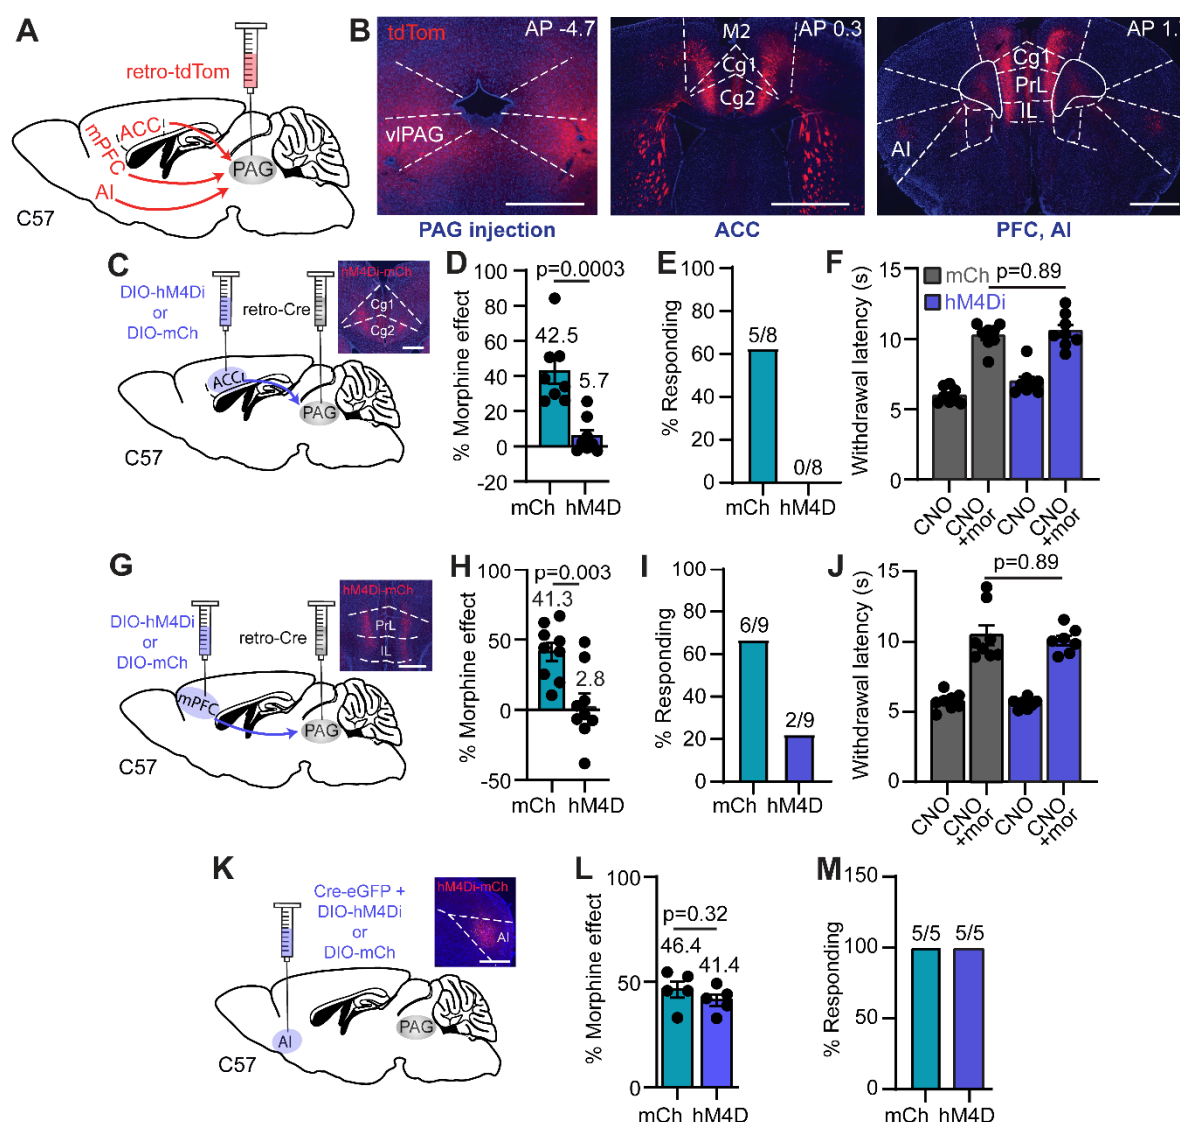 A
retro-tdTom
ACC
mPFC
AI
PAG
C57
B
tdTom
AP -4.7
vlPAG
PAG injection
M2
AP 0.3
Cg1
Cg2
ACC
AP 1.
Cg1
PrL
IL
AI
PFC, AI
C
DIO-hM4Di
or
DIO-mCh
retro-Cre
hM4Di-mCh
Cg1
Cg2
ACC
PAG
C57
D
% Morphine effect
100
80
60
40
20
0
-20
p=0.0003
42.5
5.7
mCh hM4D
E
% Responding
100
80
60
40
20
0
5/8
0/8
mCh hM4D
F
Withdrawal latency (s)
15
10
5
0
mCh
hM4Di
p=0.89
CNO
CNO
+mor
CNO
CNO
+mor
G
DIO-hM4Di
or
DIO-mCh
retro-Cre
hM4Di-mCh
PrL
IL
mPFC
PAG
C57
H
% Morphine effect
100
50
0
-50
p=0.003
41.3
2.8
mCh hM4D
I
% Responding
100
80
60
40
20
0
6/9
2/9
mCh hM4D
J
Withdrawal latency (s)
15
10
5
0
p=0.89
CNO
CNO
+mor
CNO
CNO
+mor
K
Cre-eGFP +
DIO-hM4Di
or
DIO-mCh
hM4Di-mCh
AI
AI
PAG
C57
L
% Morphine effect
100
50
0
p=0.32
46.4
41.4
mCh hM4D
M
% Responding
150
100
50
0
5/5 5/5
mCh hM4D